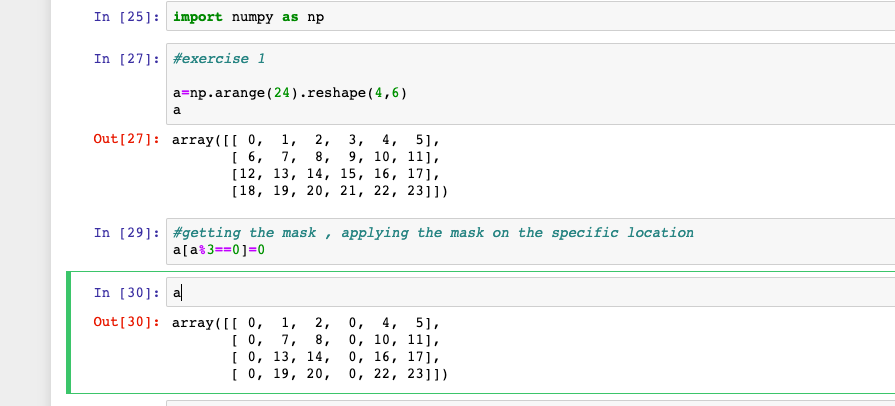 In [25]: import numpy as np
In [27]: #exercise 1
a=np.arange(24).reshape(4,6)
a
Out[27]: array([[ 0,  1,  2,  3,  4,  5],
       [ 6,  7,  8,  9, 10, 11],
       [12, 13, 14, 15, 16, 17],
       [18, 19, 20, 21, 22, 23]])
In [29]: #getting the mask , applying the mask on the specific location
a[a%3==0]=0
In [30]: a
Out[30]: array([[ 0,  1,  2,  0,  4,  5],
       [ 0,  7,  8,  0, 10, 11],
       [ 0, 13, 14,  0, 16, 17],
       [ 0, 19, 20,  0, 22, 23]])